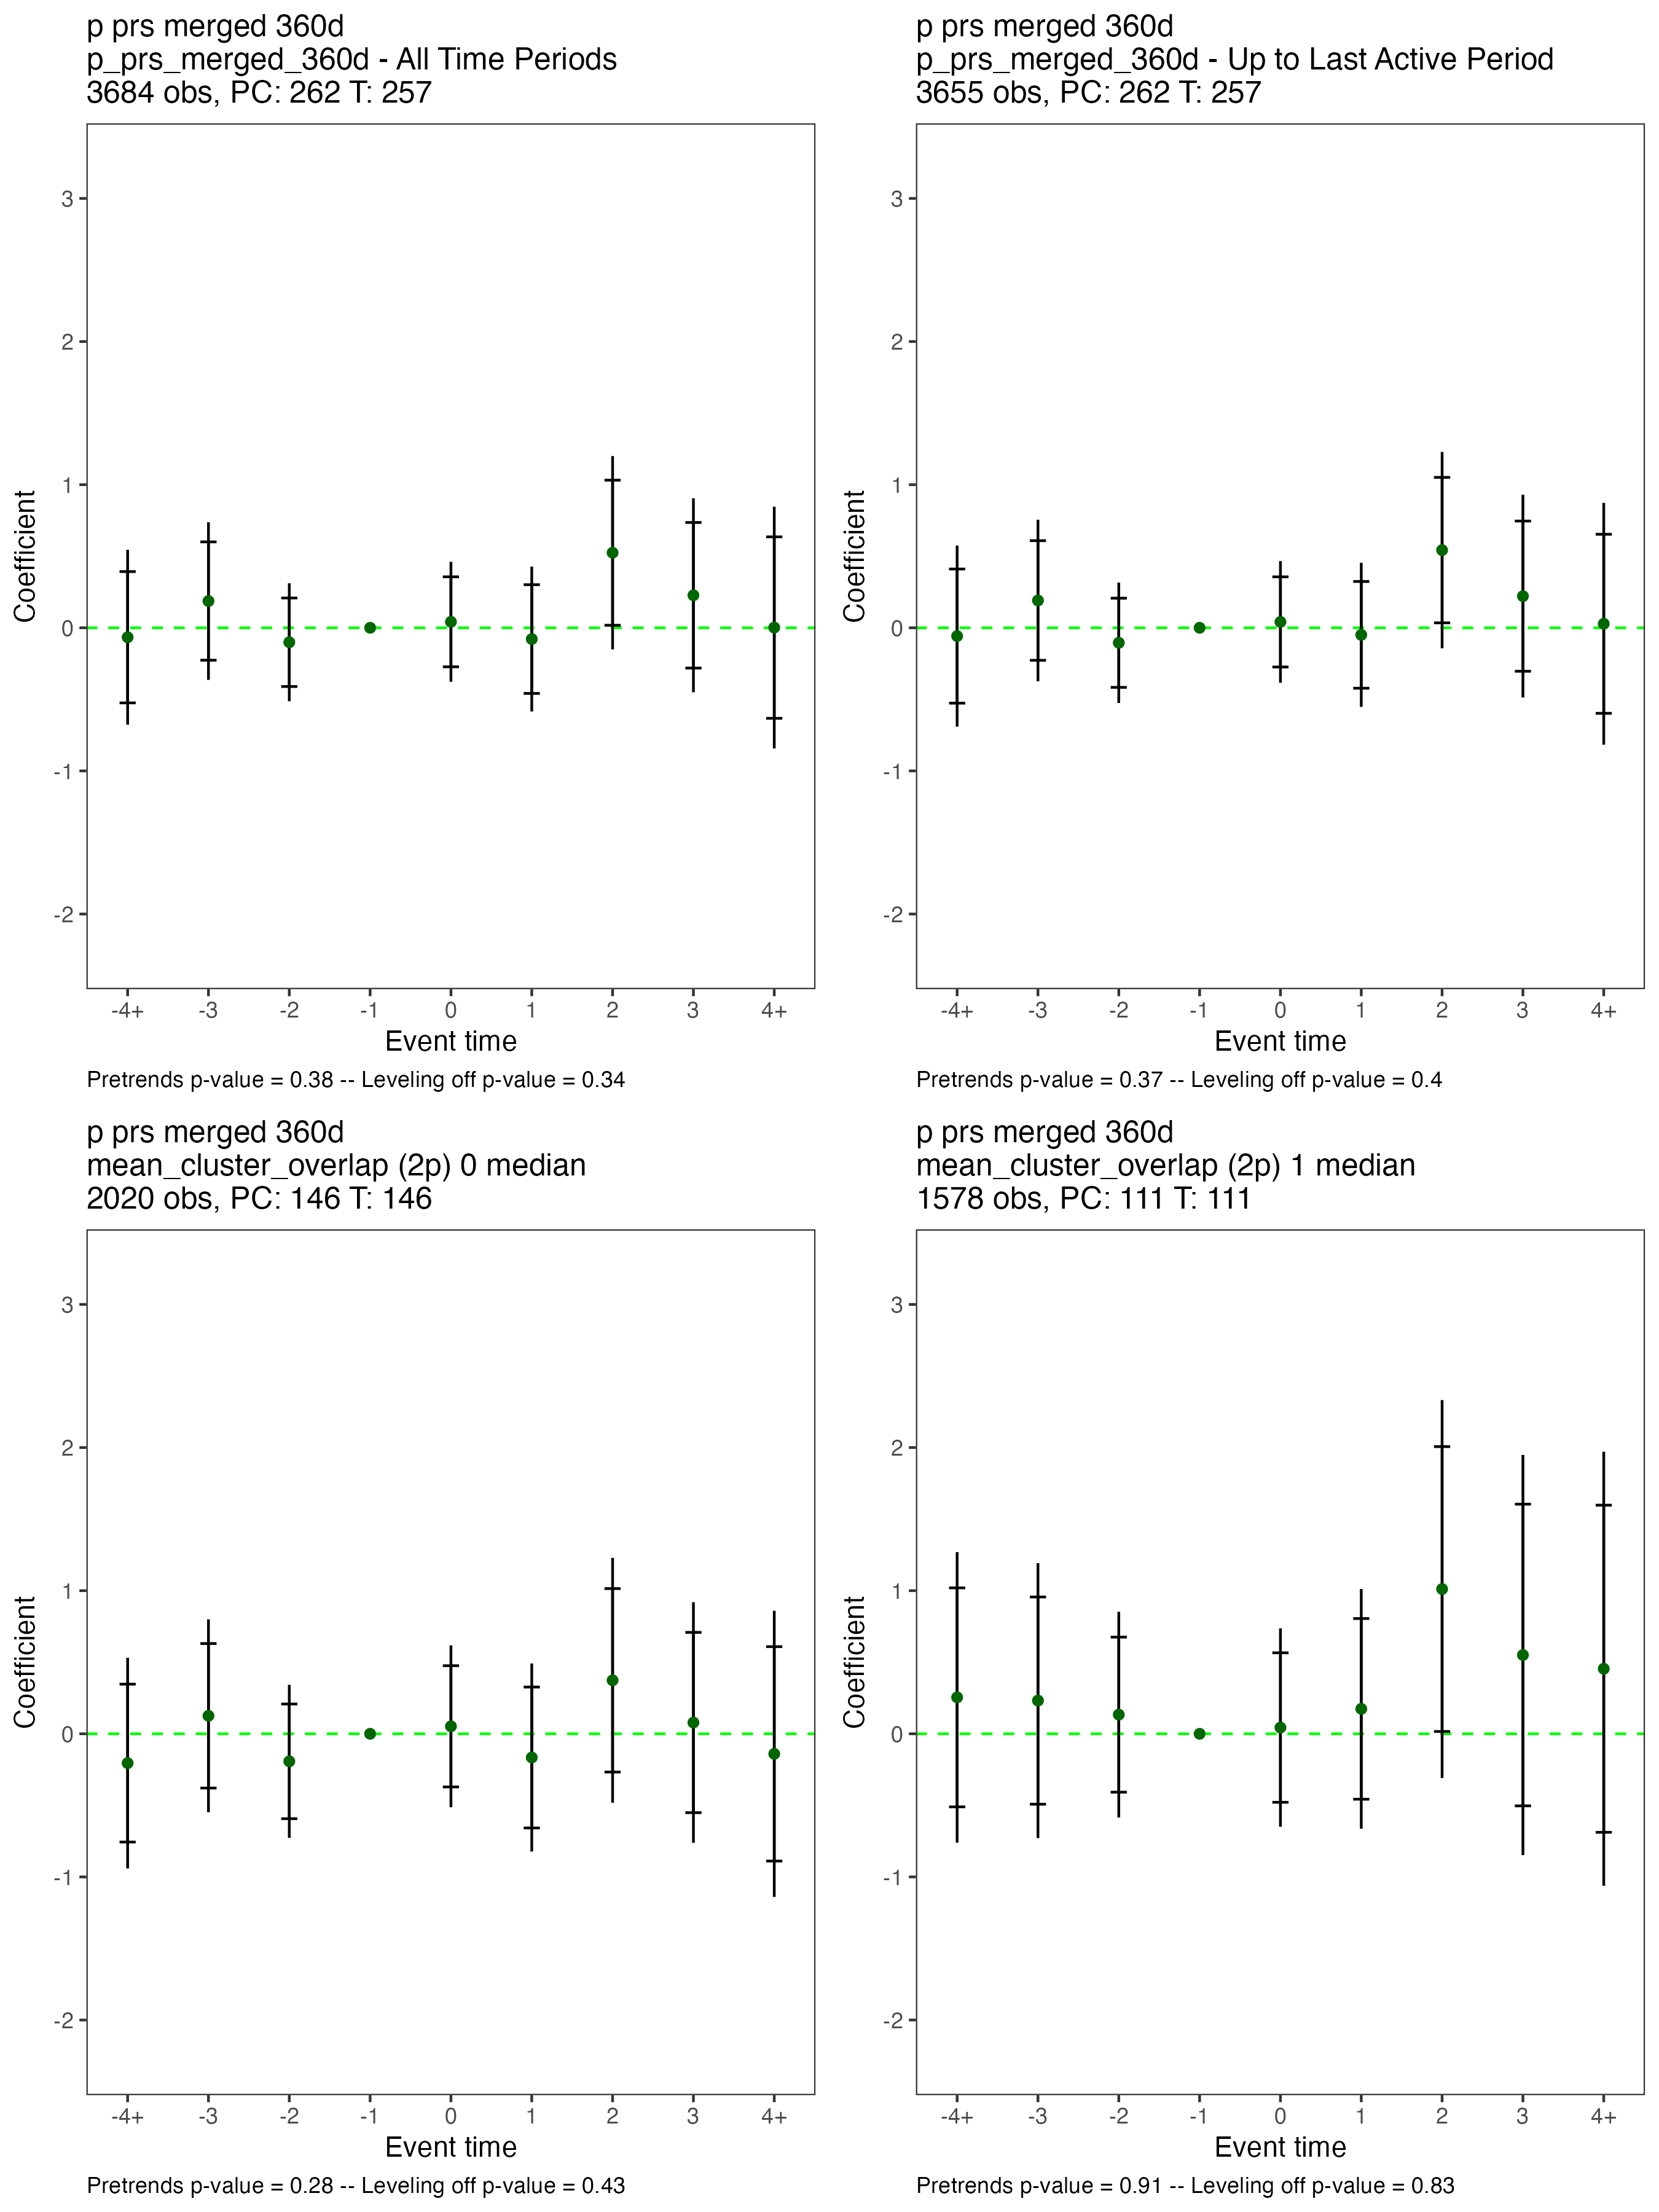 p prs merged 360d
p_prs_merged_360d - All Time Periods
3684 obs, PC: 262 T: 257
Coefficient
3
2
1
0
-1
-2
-4+ -3 -2 -1 0 1 2 3 4+
Event time
Pretrends p-value = 0.38 -- Leveling off p-value = 0.34
p prs merged 360d
p_prs_merged_360d - Up to Last Active Period
3655 obs, PC: 262 T: 257
Coefficient
3
2
1
0
-1
-2
-4+ -3 -2 -1 0 1 2 3 4+
Event time
Pretrends p-value = 0.37 -- Leveling off p-value = 0.4
p prs merged 360d
mean_cluster_overlap (2p) 0 median
2020 obs, PC: 146 T: 146
Coefficient
3
2
1
0
-1
-2
-4+ -3 -2 -1 0 1 2 3 4+
Event time
Pretrends p-value = 0.28 -- Leveling off p-value = 0.43
p prs merged 360d
mean_cluster_overlap (2p) 1 median
1578 obs, PC: 111 T: 111
Coefficient
3
2
1
0
-1
-2
-4+ -3 -2 -1 0 1 2 3 4+
Event time
Pretrends p-value = 0.91 -- Leveling off p-value = 0.83